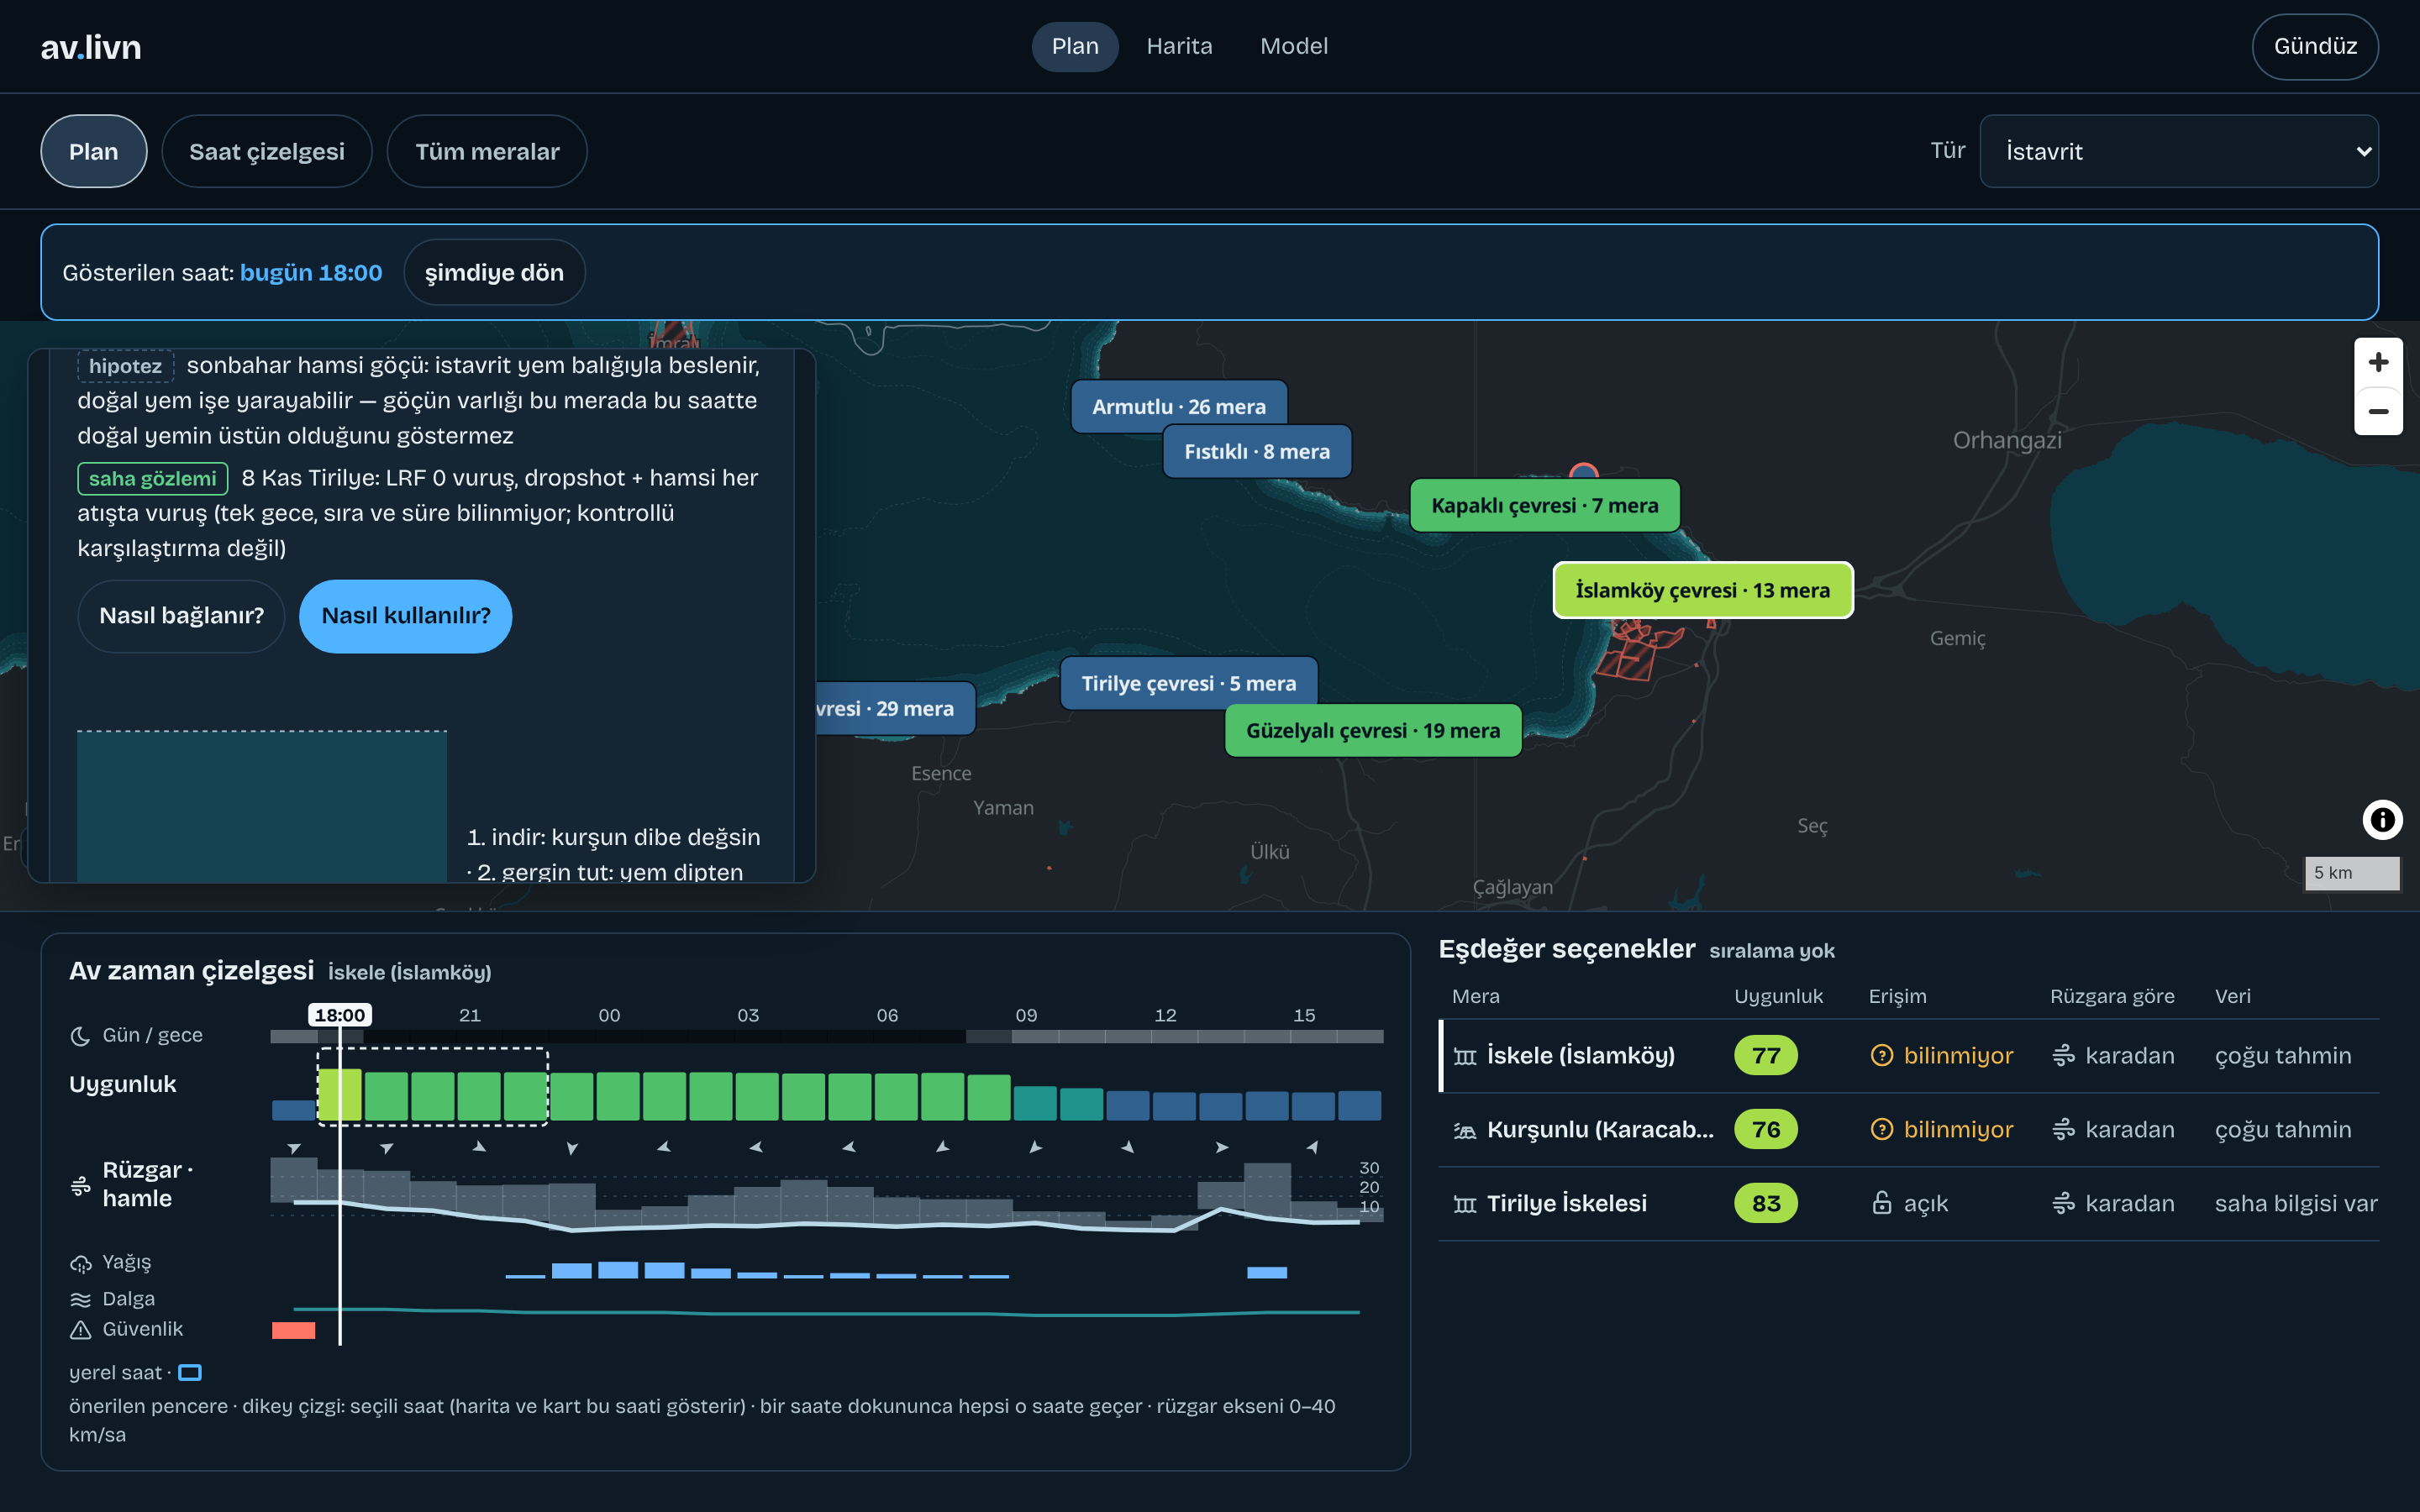 av.livn
Plan
Harita
Model
Gündüz
Plan
Saat çizelgesi
Tüm meralar
Tür
İstavrit
Gösterilen saat: bugün 18:00
şimdiye dön
İmralı
hipotez sonbahar hamsi göçü: istavrit yem balığıyla beslenir,
doğal yem işe yarayabilir — göçün varlığı bu merada bu saatte
doğal yemin üstün olduğunu göstermez
saha gözlemi 8 Kas Tirilye: LRF 0 vuruş, dropshot + hamsi her
atışta vuruş (tek gece, sıra ve süre bilinmiyor; kontrollü
karşılaştırma değil)
Nasıl bağlanır?
Nasıl kullanılır?
1. indir: kurşun dibe değsin
· 2. gergin tut: yem dipten
Armutlu · 26 mera
Fıstıklı · 8 mera
Kapaklı çevresi · 7 mera
İslamköy çevresi · 13 mera
Tirilye çevresi · 5 mera
vresi · 29 mera
Güzelyalı çevresi · 19 mera
Orhangazi
Gemiç
Esence
Yaman
Ülkü
Seç
Çağlayan
5 km
Av zaman çizelgesi İskele (İslamköy)
18:00 21 00 03 06 09 12 15
Gün / gece
Uygunluk
Rüzgar ·
hamle
30
20
10
Yağış
Dalga
Güvenlik
yerel saat ·
önerilen pencere · dikey çizgi: seçili saat (harita ve kart bu saati gösterir) · bir saate dokununca hepsi o saate geçer · rüzgar ekseni 0–40
km/sa
Eşdeğer seçenekler sıralama yok
Mera Uygunluk Erişim Rüzgara göre Veri
İskele (İslamköy) 77 bilinmiyor karadan çoğu tahmin
Kurşunlu (Karacab... 76 bilinmiyor karadan çoğu tahmin
Tirilye İskelesi 83 açık karadan saha bilgisi var